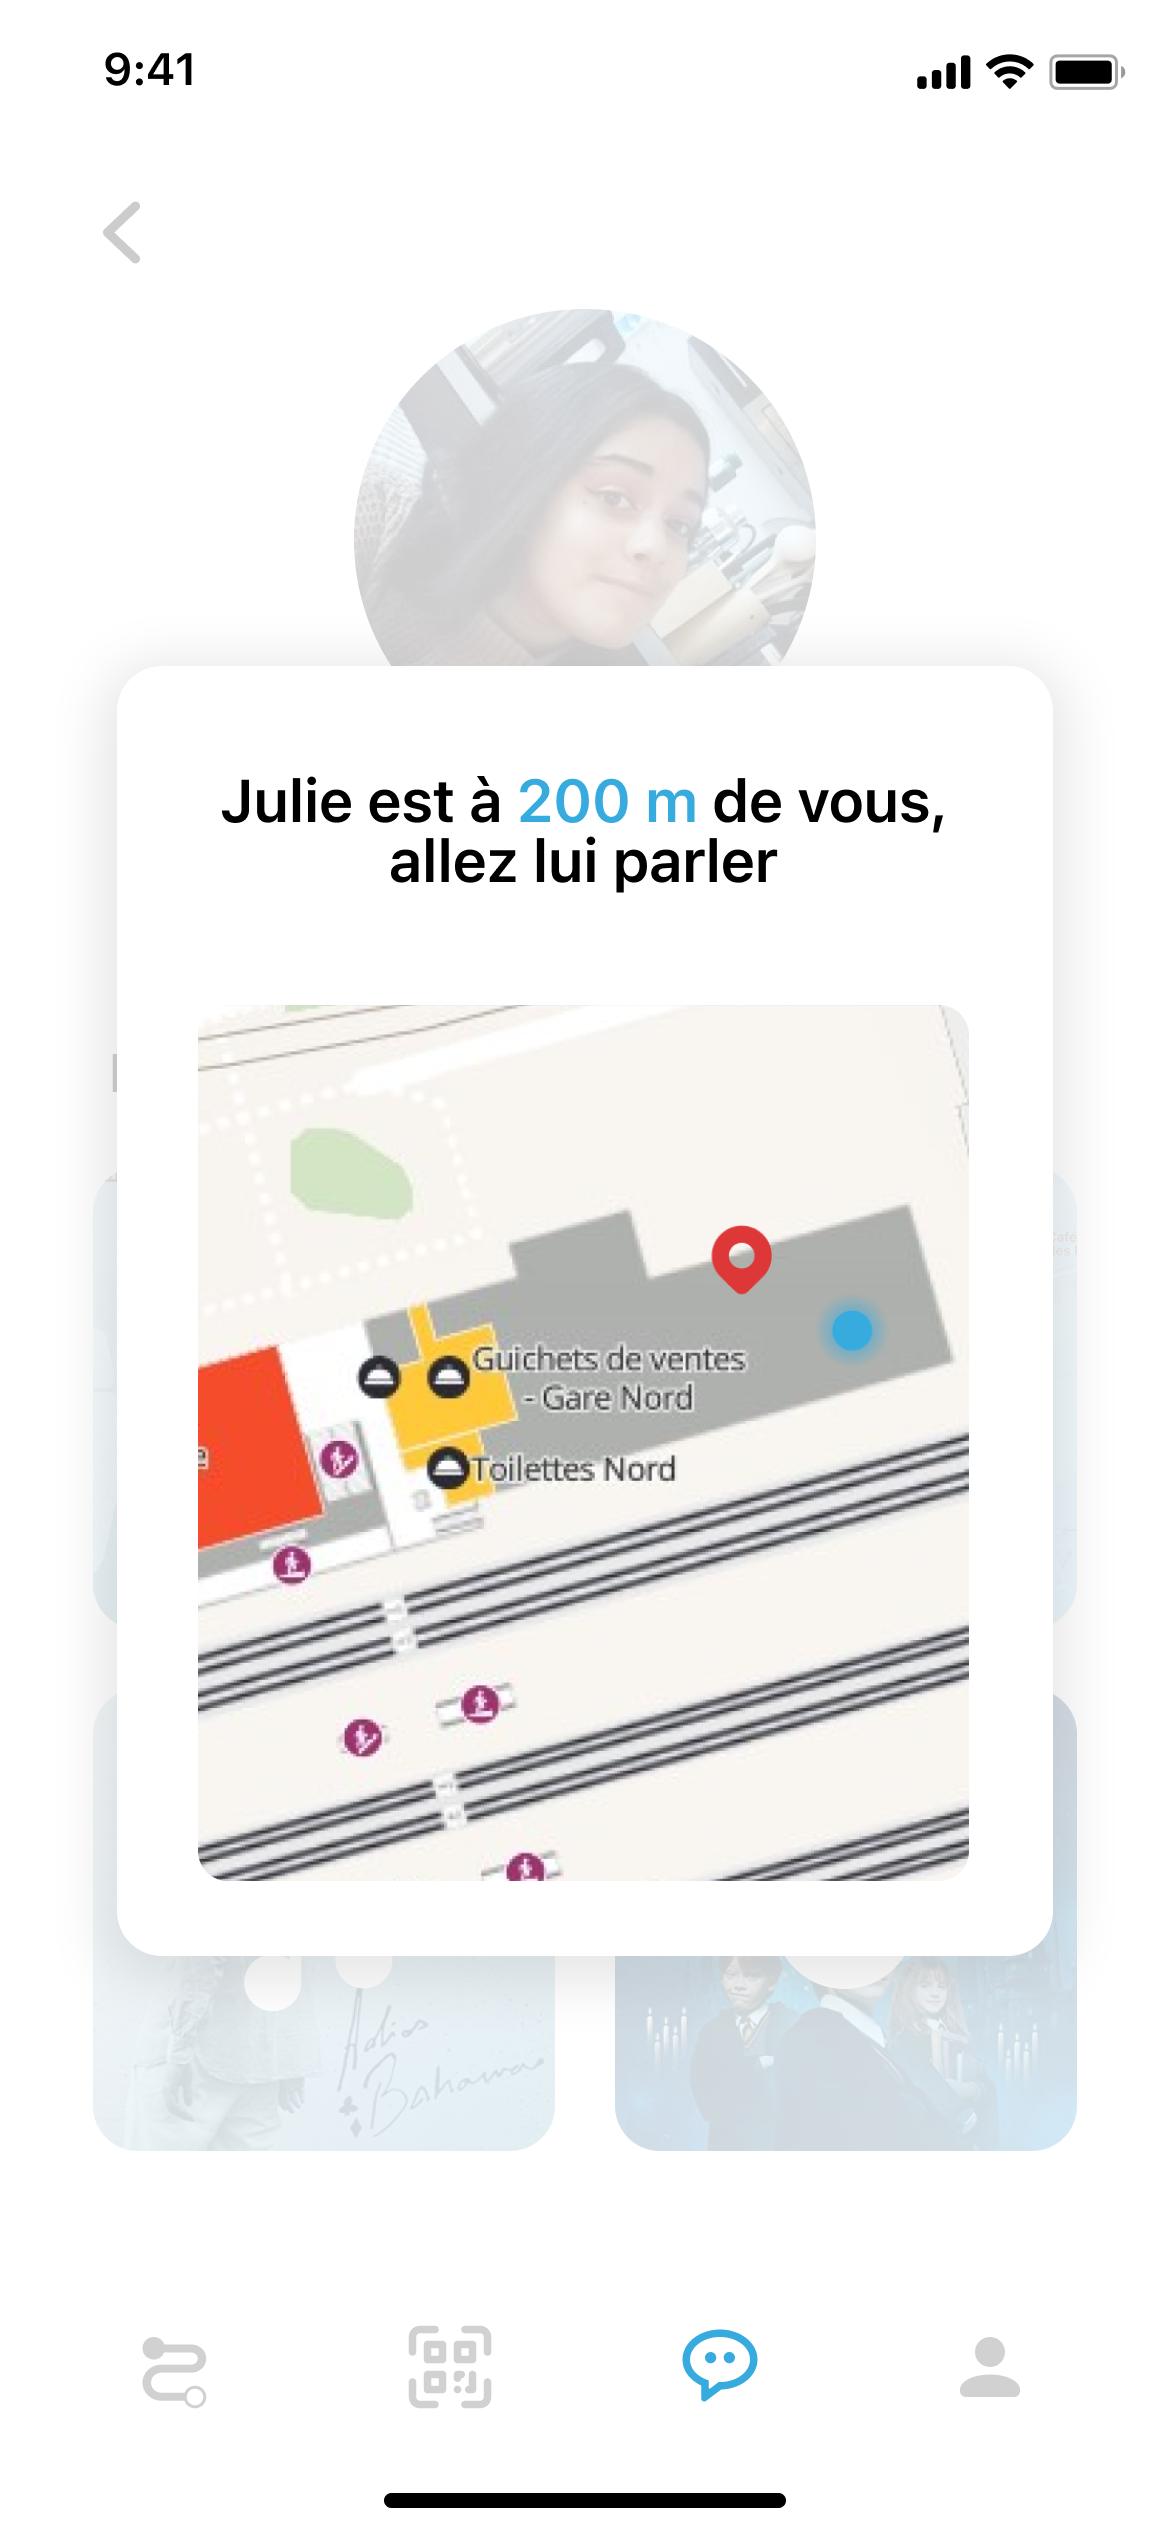 9:41
Julie est à 200 m de vous,
allez lui parler
Guichets de ventes
- Gare Nord
Toilettes Nord
Adios
Bahamas